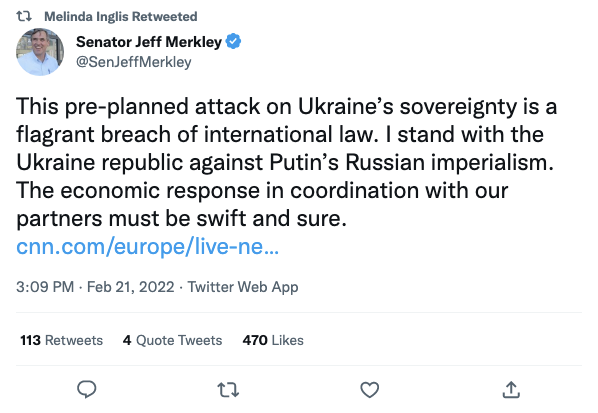 Melinda Inglis Retweeted
Senator Jeff Merkley
@SenJeffMerkley
This pre-planned attack on Ukraine’s sovereignty is a
flagrant breach of international law. I stand with the
Ukraine republic against Putin’s Russian imperialism.
The economic response in coordination with our
partners must be swift and sure.
cnn.com/europe/live-ne…
3:09 PM · Feb 21, 2022 · Twitter Web App
113 Retweets 4 Quote Tweets 470 Likes